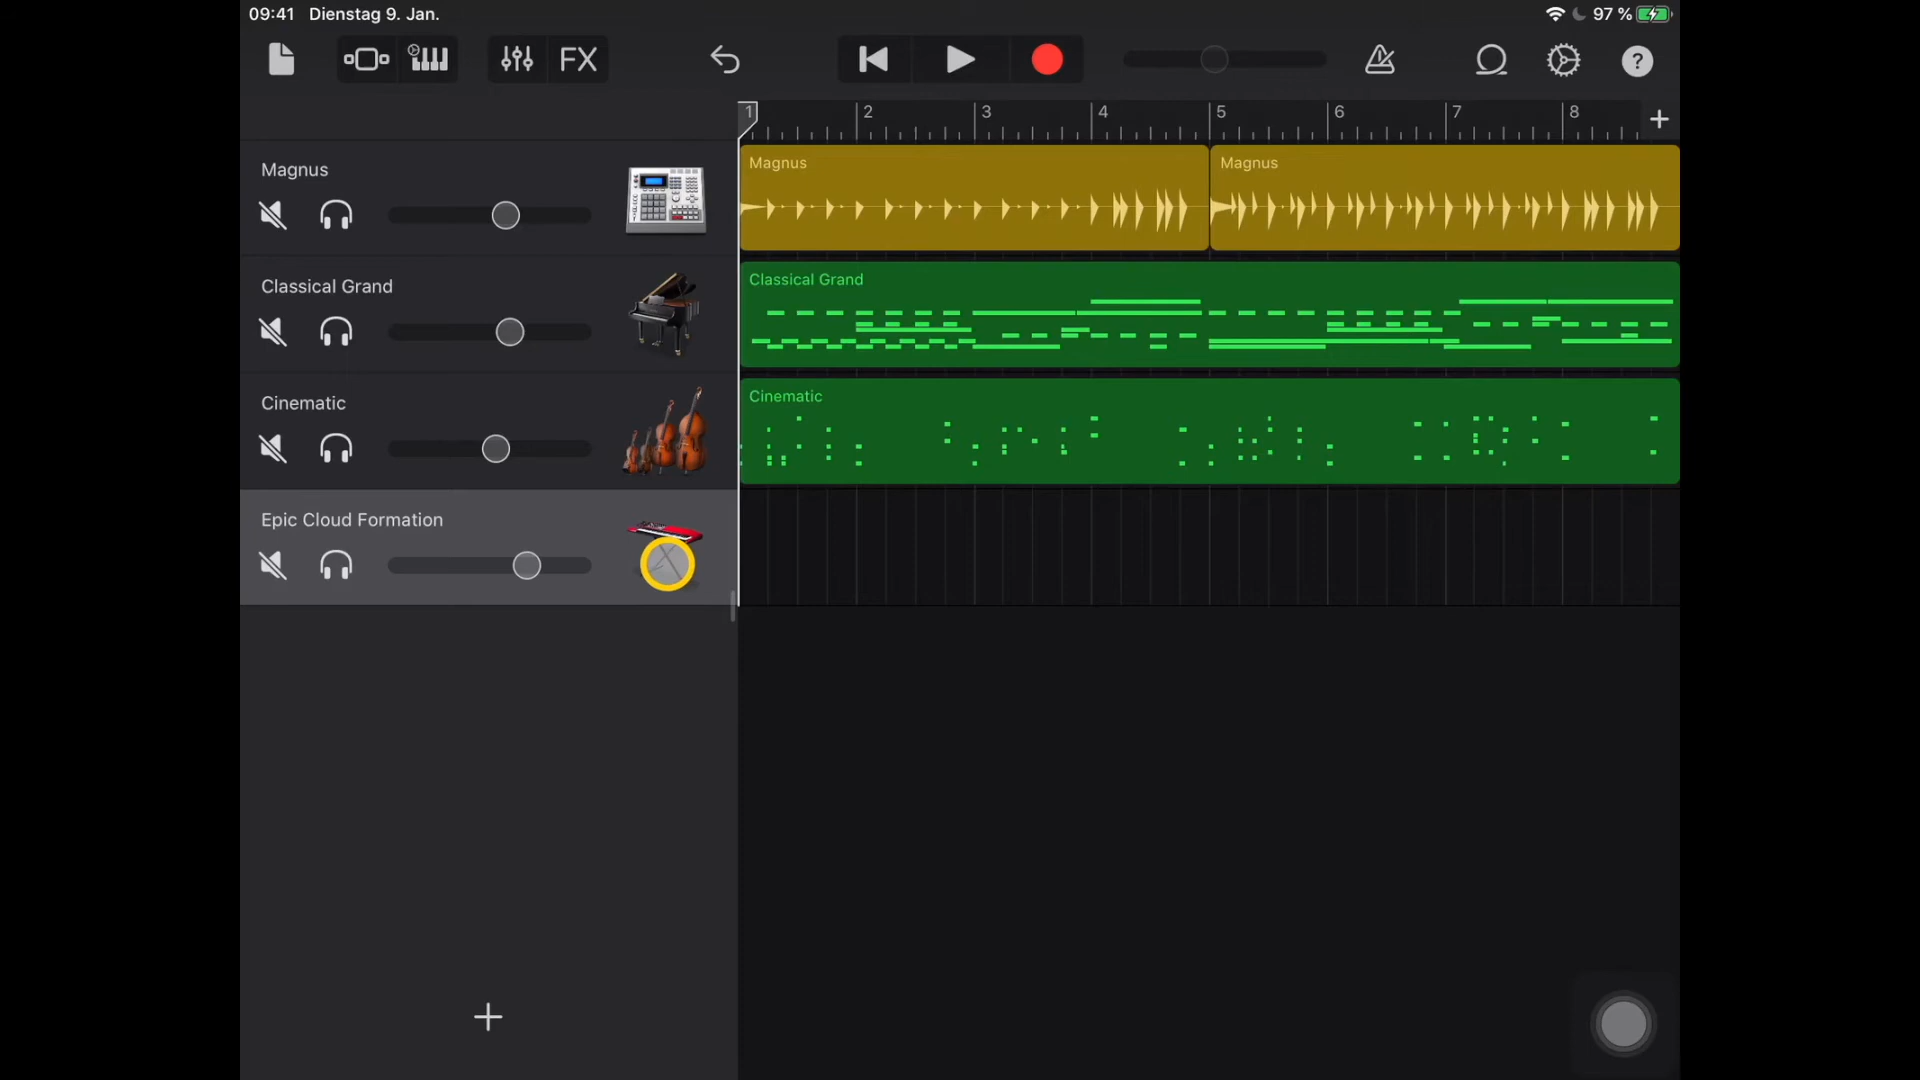 09:41 Dienstag 9. Jan. 97 %
FX
?
1 2 3 4 5 6 7 8 +
Magnus
Magnus Magnus
Classical Grand
Classical Grand
Cinematic
Cinematic
Epic Cloud Formation
+